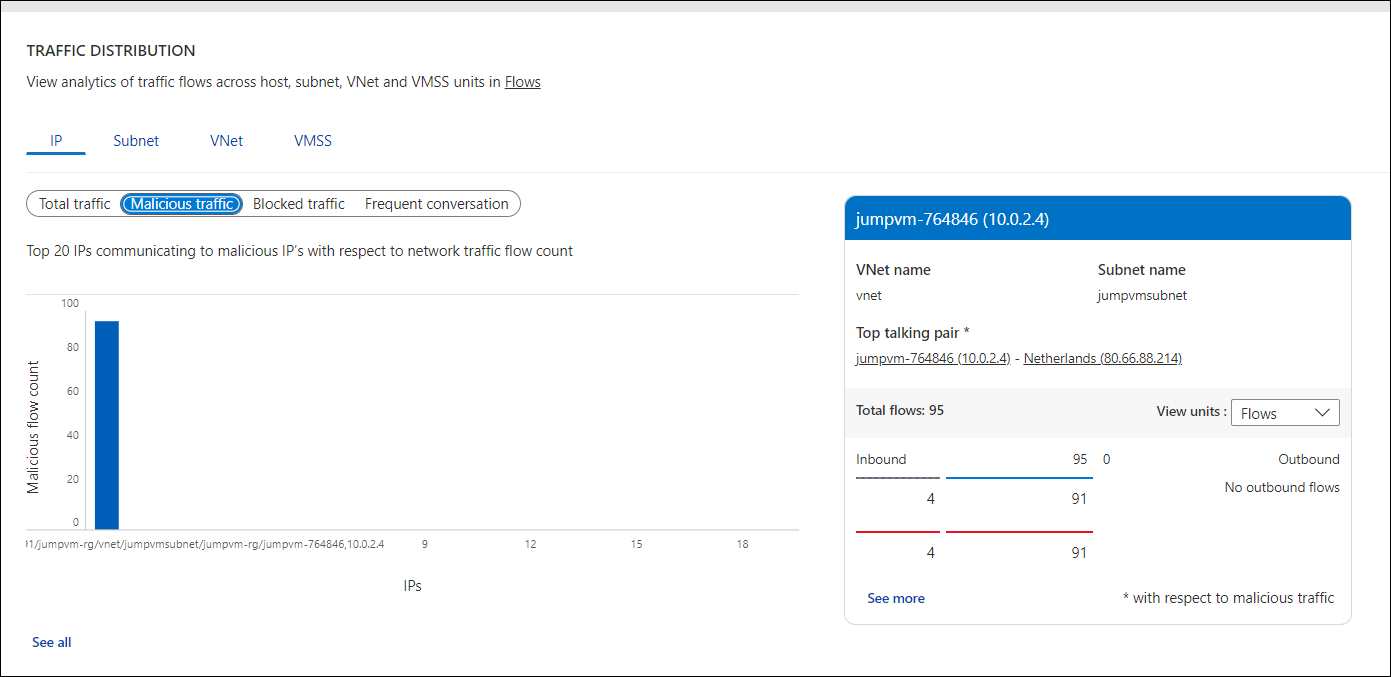 TRAFFIC DISTRIBUTION
View analytics of traffic flows across host, subnet, VNet and VMSS units in Flows
IP Subnet VNet VMSS
Total traffic Malicious traffic Blocked traffic Frequent conversation
Top 20 IPs communicating to malicious IP's with respect to network traffic flow count
Malicious flow count
100
80
60
40
20
0
/jumpvm-rg/vnet/jumpvmsubnet/jumpvm-rg/jumpvm-764846,10.0.2.4 9 12 15 18
IPs
See all
jumpvm-764846 (10.0.2.4)
VNet name Subnet name
vnet jumpvmsubnet
Top talking pair *
jumpvm-764846 (10.0.2.4) - Netherlands (80.66.88.214)
Total flows: 95 View units : Flows
Inbound 95 0 Outbound
No outbound flows
4 91
4 91
See more * with respect to malicious traffic